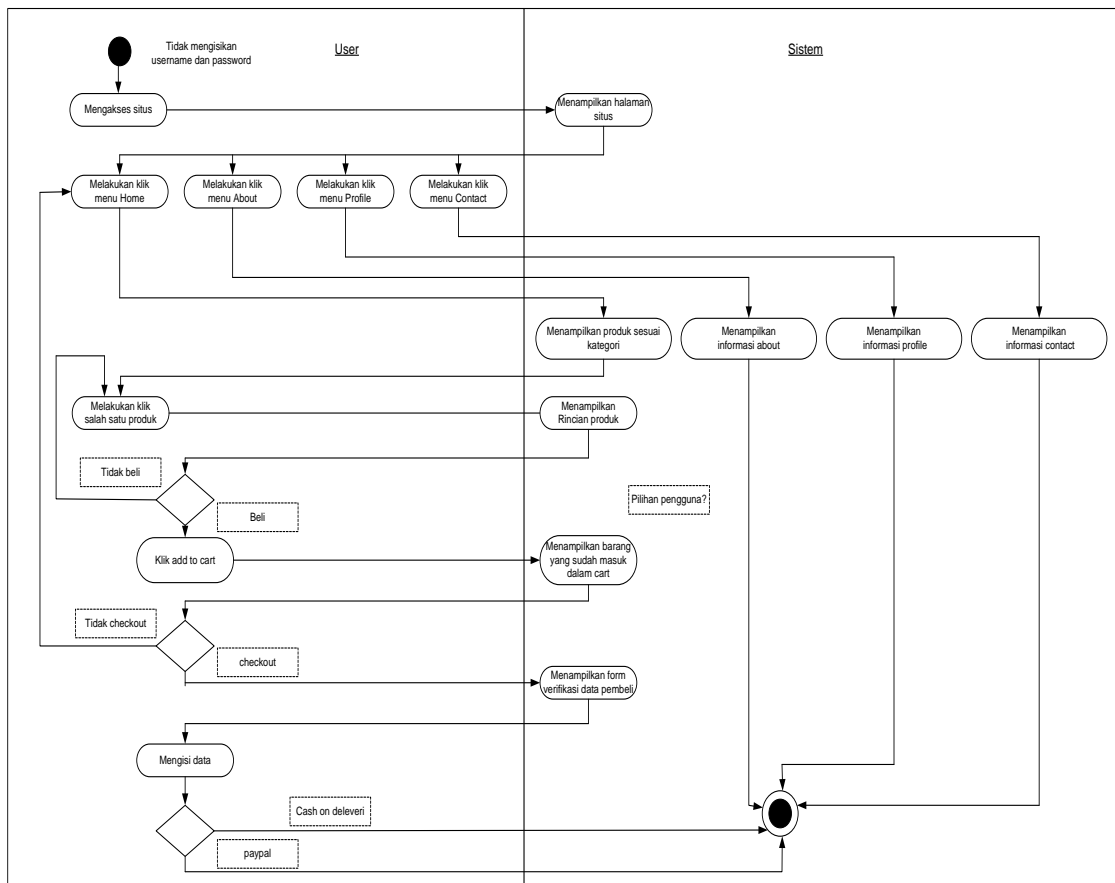 Tidak mengisikan
username dan password
User
Sistem
Mengakses situs
Menampilkan halaman
situs
Melakukan klik
menu Home
Melakukan klik
menu About
Melakukan klik
menu Profile
Melakukan klik
menu Contact
Menampilkan produk sesuai
kategori
Menampilkan
informasi about
Menampilkan
informasi profile
Menampilkan
informasi contact
Melakukan klik
salah satu produk
Menampilkan
Rincian produk
Tidak beli
Beli
Pilihan pengguna?
Klik add to cart
Menampilkan barang
yang sudah masuk
dalam cart
Tidak checkout
checkout
Menampilkan form
verifikasi data pembeli
Mengisi data
Cash on deleveri
paypal